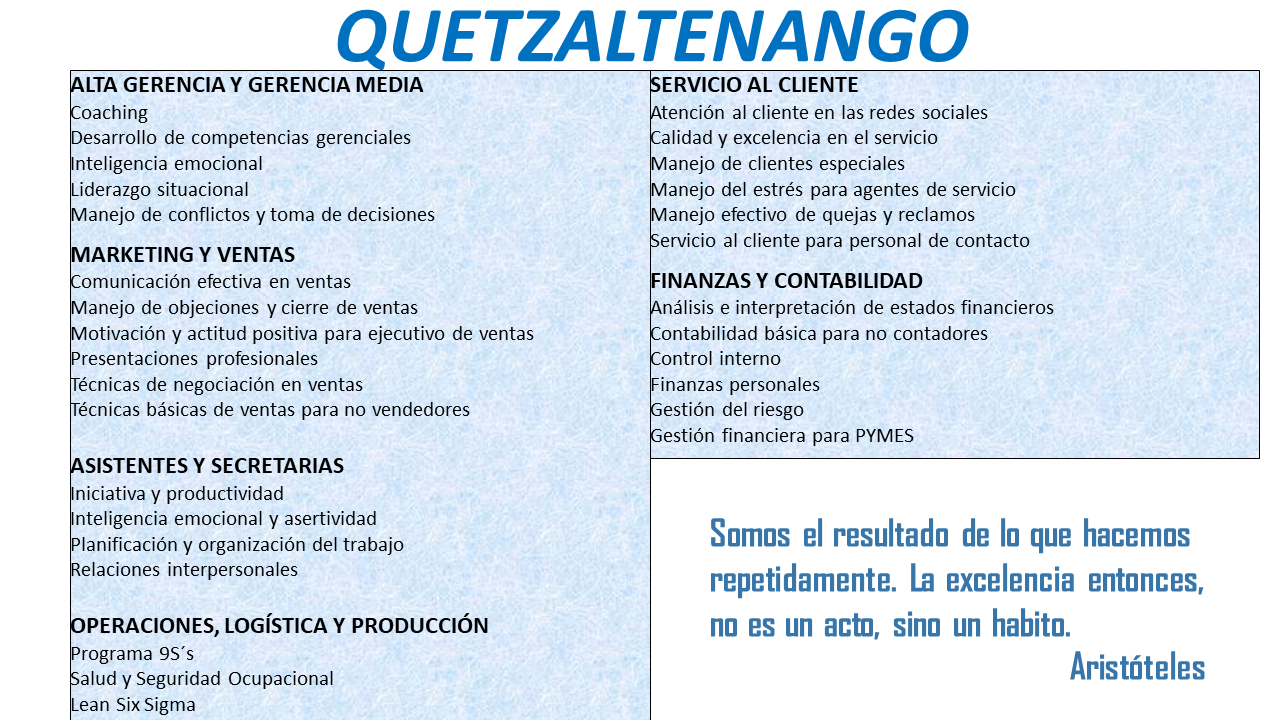 QUETZALTENANGO
ALTA GERENCIA Y GERENCIA MEDIA
Coaching
Desarrollo de competencias gerenciales
Inteligencia emocional
Liderazgo situacional
Manejo de conflictos y toma de decisiones
MARKETING Y VENTAS
Comunicación efectiva en ventas
Manejo de objeciones y cierre de ventas
Motivación y actitud positiva para ejecutivo de ventas
Presentaciones profesionales
Técnicas de negociación en ventas
Técnicas básicas de ventas para no vendedores
ASISTENTES Y SECRETARIAS
Iniciativa y productividad
Inteligencia emocional y asertividad
Planificación y organización del trabajo
Relaciones interpersonales
OPERACIONES, LOGÍSTICA Y PRODUCCIÓN
Programa 9S´s
Salud y Seguridad Ocupacional
Lean Six Sigma
SERVICIO AL CLIENTE
Atención al cliente en las redes sociales
Calidad y excelencia en el servicio
Manejo de clientes especiales
Manejo del estrés para agentes de servicio
Manejo efectivo de quejas y reclamos
Servicio al cliente para personal de contacto
FINANZAS Y CONTABILIDAD
Análisis e interpretación de estados financieros
Contabilidad básica para no contadores
Control interno
Finanzas personales
Gestión del riesgo
Gestión financiera para PYMES
Somos el resultado de lo que hacemos
repetidamente. La excelencia entonces,
no es un acto, sino un habito.
Aristóteles